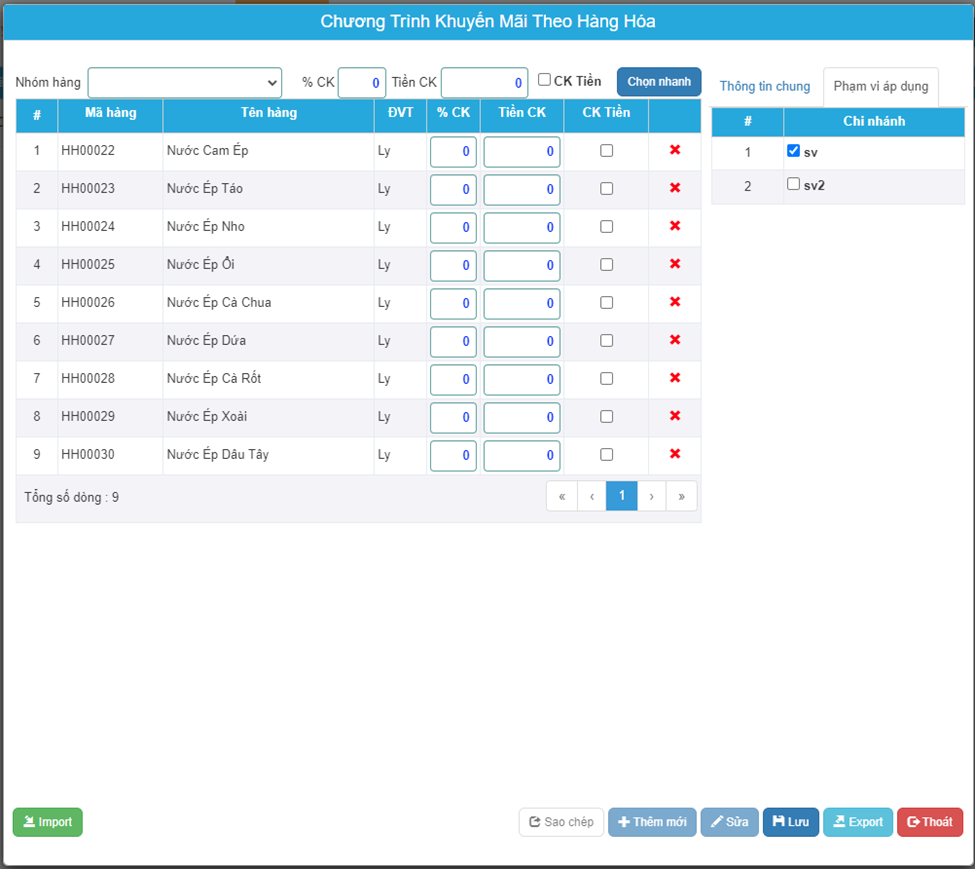 Chương Trình Khuyến Mãi Theo Hàng Hóa
Nhóm hàng % CK 0 Tiền CK 0 CK Tiền Chọn nhanh
Thông tin chung Phạm vi áp dụng
# Mã hàng Tên hàng ĐVT % CK Tiền CK CK Tiền
1 HH00022 Nước Cam Ép Ly 0 0
2 HH00023 Nước Ép Táo Ly 0 0
3 HH00024 Nước Ép Nho Ly 0 0
4 HH00025 Nước Ép Ổi Ly 0 0
5 HH00026 Nước Ép Cà Chua Ly 0 0
6 HH00027 Nước Ép Dứa Ly 0 0
7 HH00028 Nước Ép Cà Rốt Ly 0 0
8 HH00029 Nước Ép Xoài Ly 0 0
9 HH00030 Nước Ép Dâu Tây Ly 0 0
Tổng số dòng : 9 « ‹ 1 › »
# Chi nhánh
1 sv
2 sv2
Import Sao chép Thêm mới Sửa Lưu Export Thoát